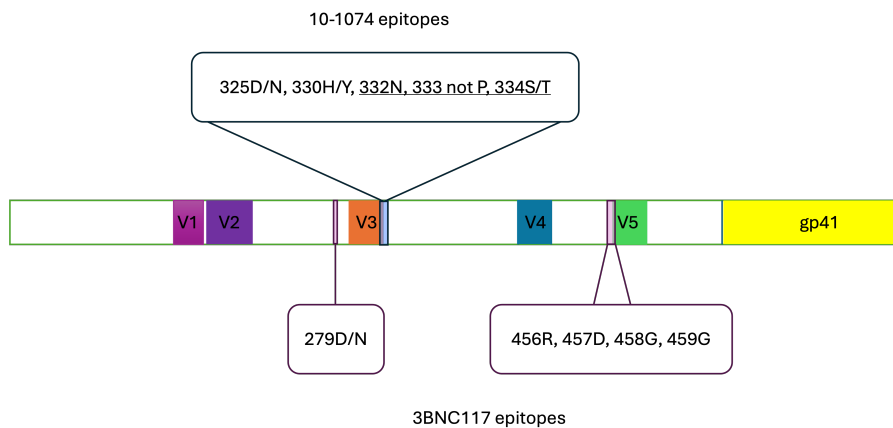 10-1074 epitopes
325D/N, 330H/Y, 332N, 333 not P, 334S/T
V1 V2 V3 V4 V5 gp41
279D/N
456R, 457D, 458G, 459G
3BNC117 epitopes